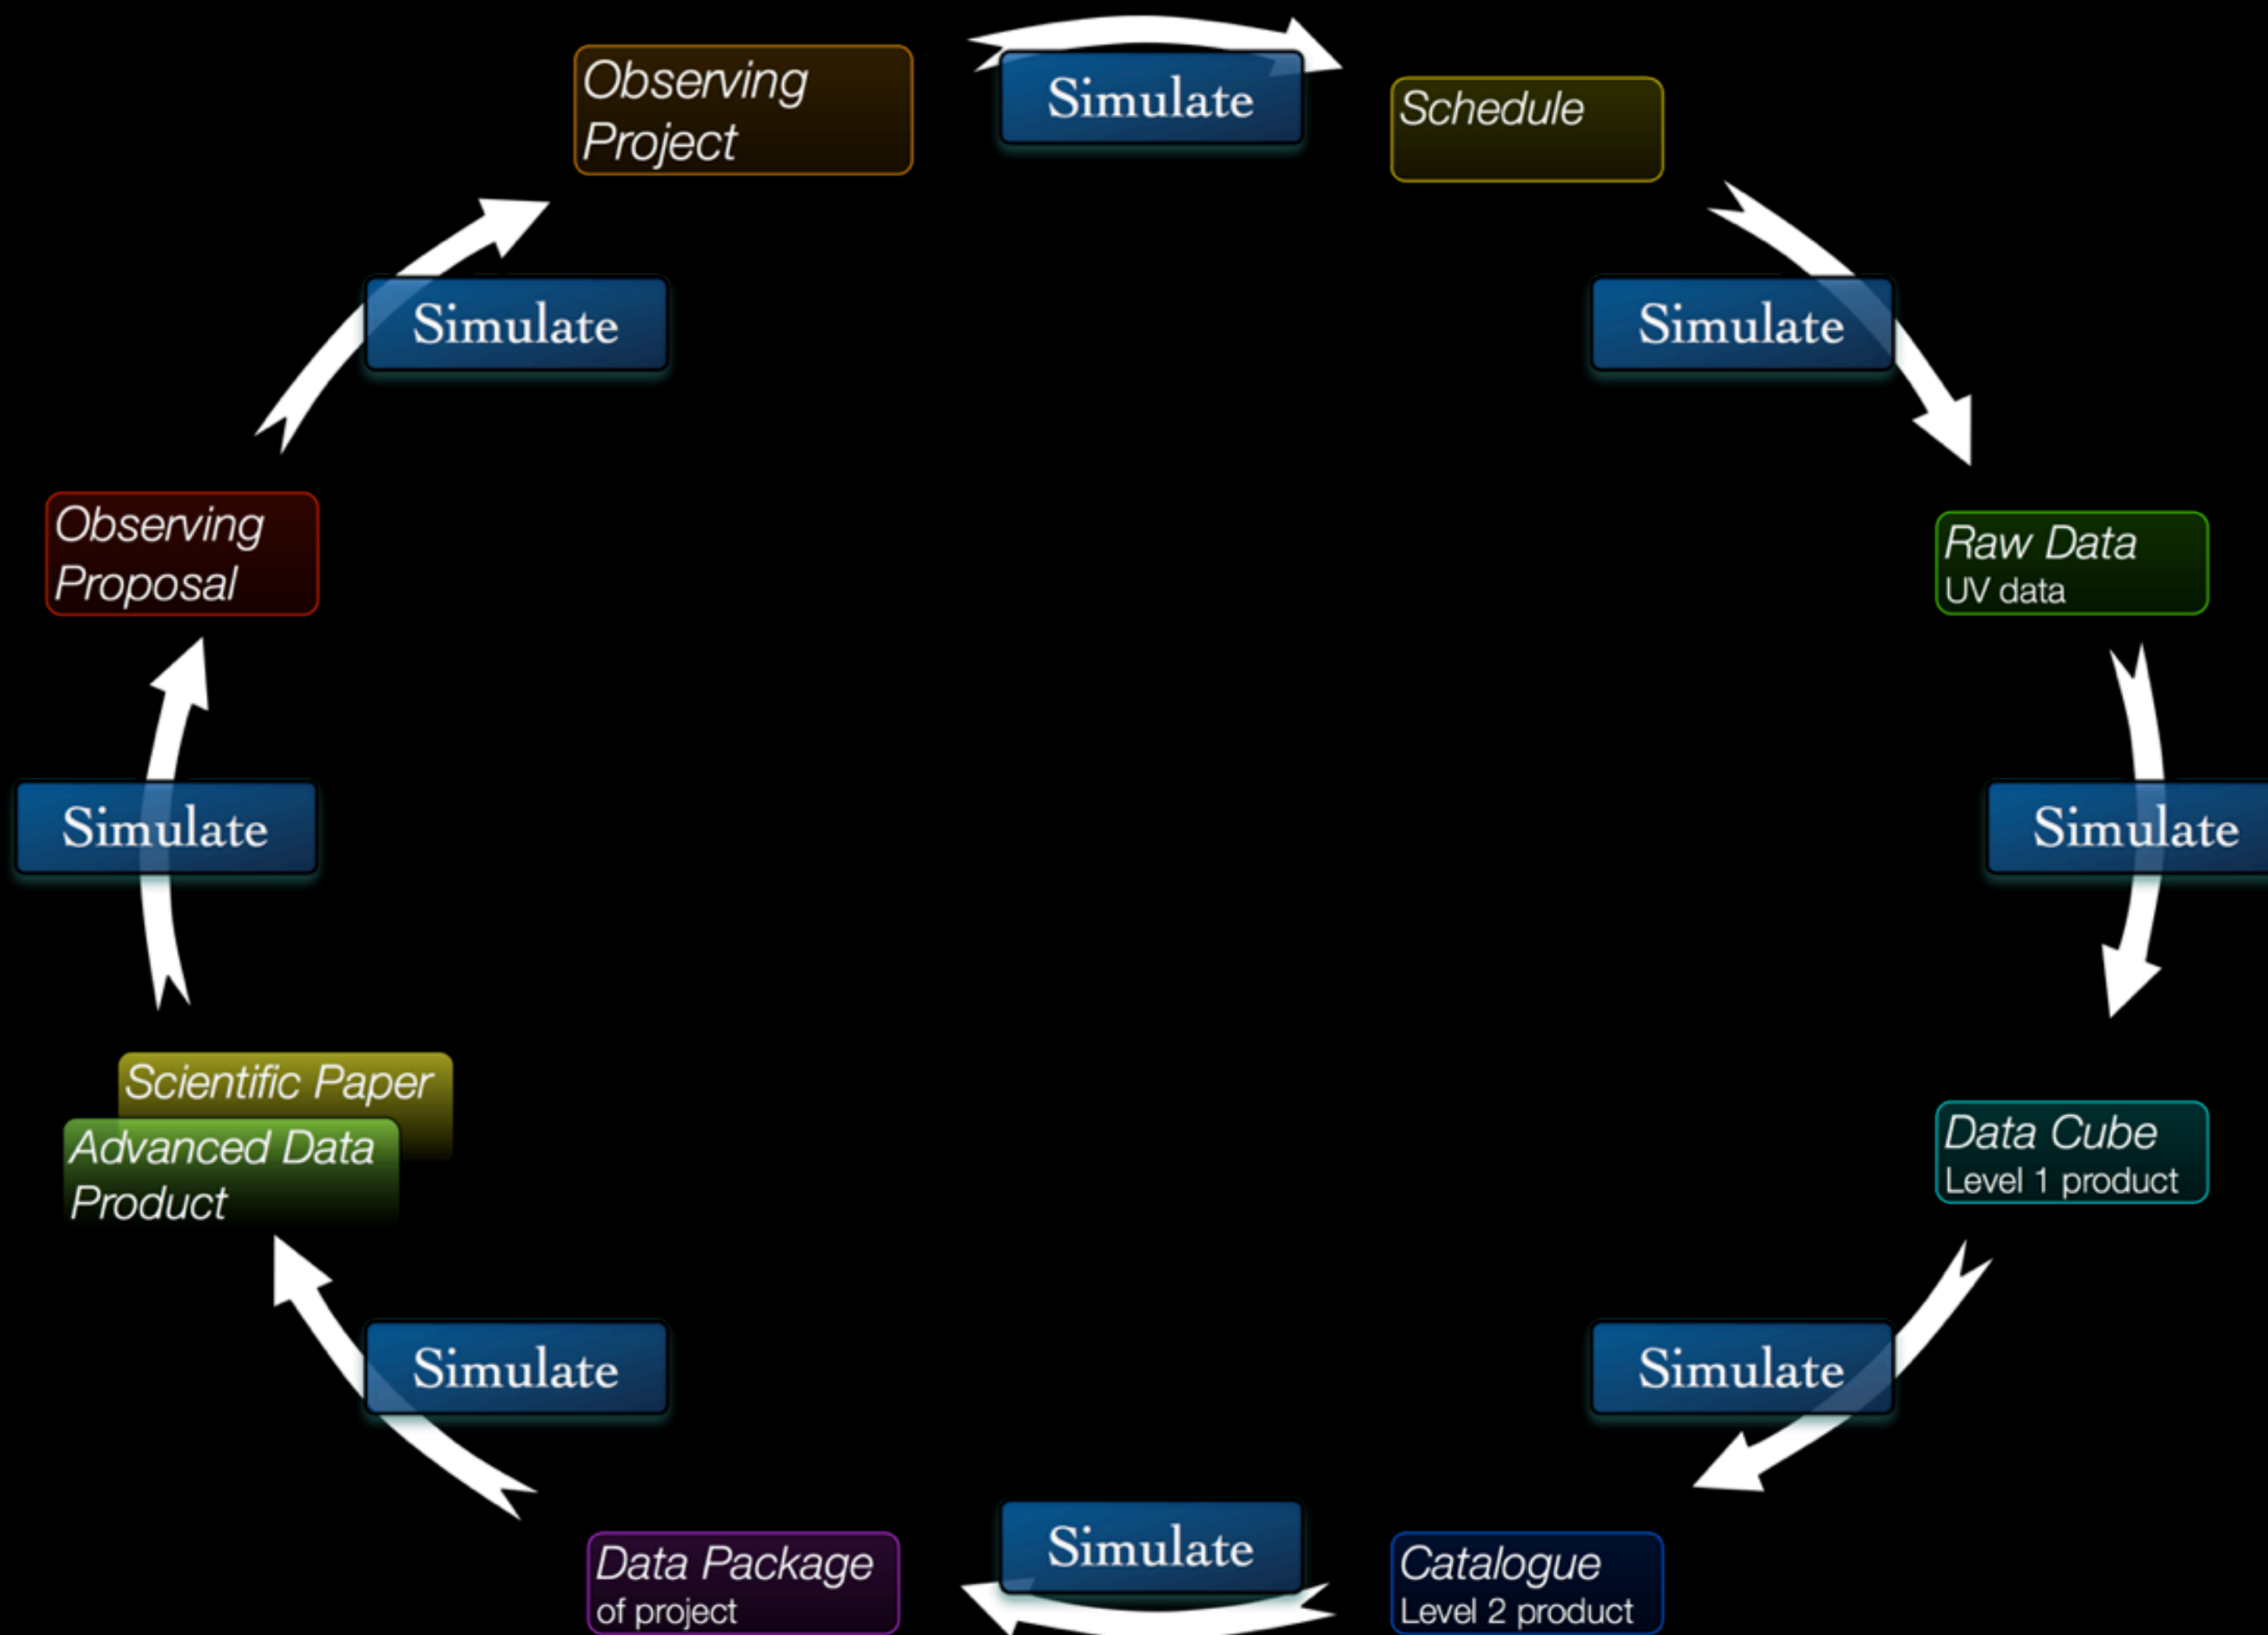 Observing
Project
Simulate
Schedule
Simulate
Simulate
Observing
Proposal
Raw Data
UV data
Simulate
Simulate
Scientific Paper
Advanced Data
Product
Data Cube
Level 1 product
Simulate
Simulate
Data Package
of project
Simulate
Catalogue
Level 2 product